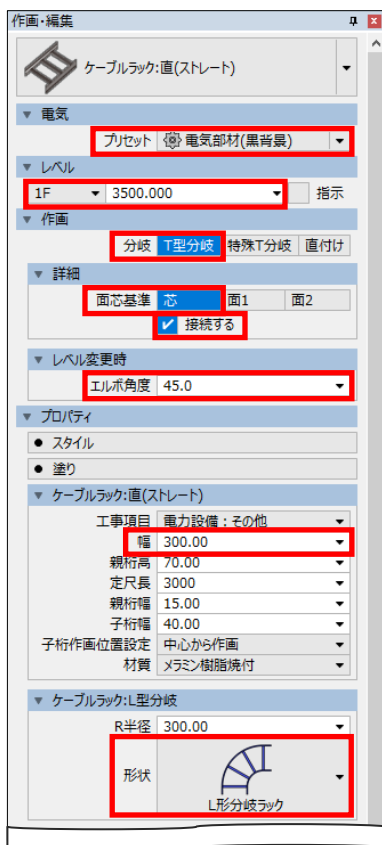 作画・編集
ケーブルラック:直(ストレート)
電気
プリセット 電気部材(黒背景)
レベル
1F 3500.000 指示
作画
分岐 T型分岐 特殊T分岐 直付け
詳細
面芯基準 芯 面1 面2
接続する
レベル変更時
エルボ角度 45.0
プロパティ
スタイル
塗り
ケーブルラック:直(ストレート)
工事項目 電力設備：その他
幅 300.00
親桁高 70.00
定尺長 3000
親桁幅 15.00
子桁幅 40.00
子桁作画位置設定 中心から作画
材質 メラミン樹脂焼付
ケーブルラック:L型分岐
R半径 300.00
形状
L形分岐ラック